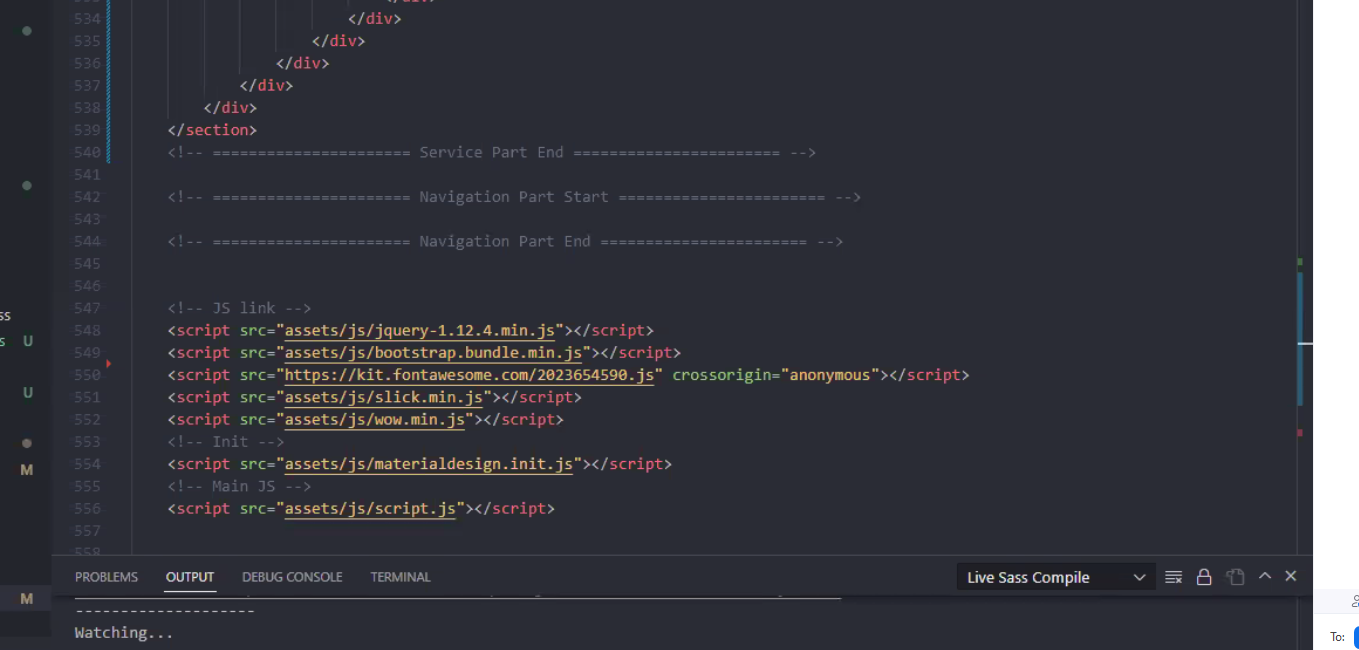 534 </div>
535 </div>
536 </div>
537 </div>
538 </div>
539 </section>
540 <!-- ====================== Service Part End ======================= -->
541
542 <!-- ====================== Navigation Part Start ======================= -->
543
544 <!-- ====================== Navigation Part End ======================= -->
545
546
547 <!-- JS link -->
548 <script src="assets/js/jquery-1.12.4.min.js"></script>
549 <script src="assets/js/bootstrap.bundle.min.js"></script>
550 <script src="https://kit.fontawesome.com/2023654590.js" crossorigin="anonymous"></script>
551 <script src="assets/js/slick.min.js"></script>
552 <script src="assets/js/wow.min.js"></script>
553 <!-- Init -->
554 <script src="assets/js/materialdesign.init.js"></script>
555 <!-- Main JS -->
556 <script src="assets/js/script.js"></script>
557
558
ss
s U
U
M
M
PROBLEMS OUTPUT DEBUG CONSOLE TERMINAL Live Sass Compile
--------------------
Watching...
To: